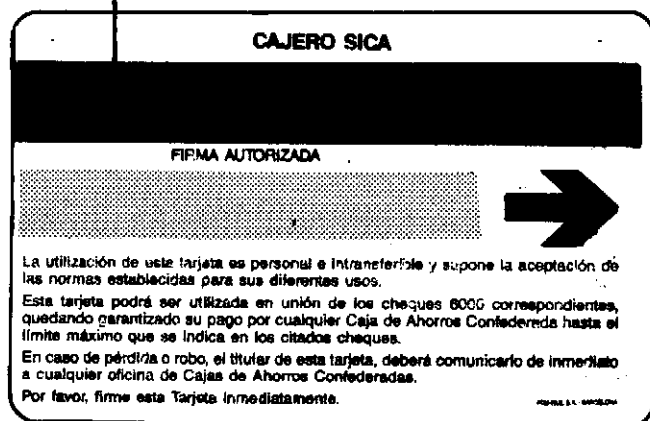 CAJERO SICA
FIRMA AUTORIZADA
La utilización de esta tarjeta es personal e intransferible y supone la aceptación de
las normas establecidas para sus diferentes usos.
Esta tarjeta podrá ser utilizada en unión de los cheques 6000 correspondientes,
quedando garantizado su pago por cualquier Caja de Ahorros Confederada hasta el
límite máximo que se indica en los citados cheques.
En caso de pérdida o robo, el titular de esta tarjeta, deberá comunicarlo de inmediato
a cualquier oficina de Cajas de Ahorros Confederadas.
Por favor, firme esta Tarjeta inmediatamente.